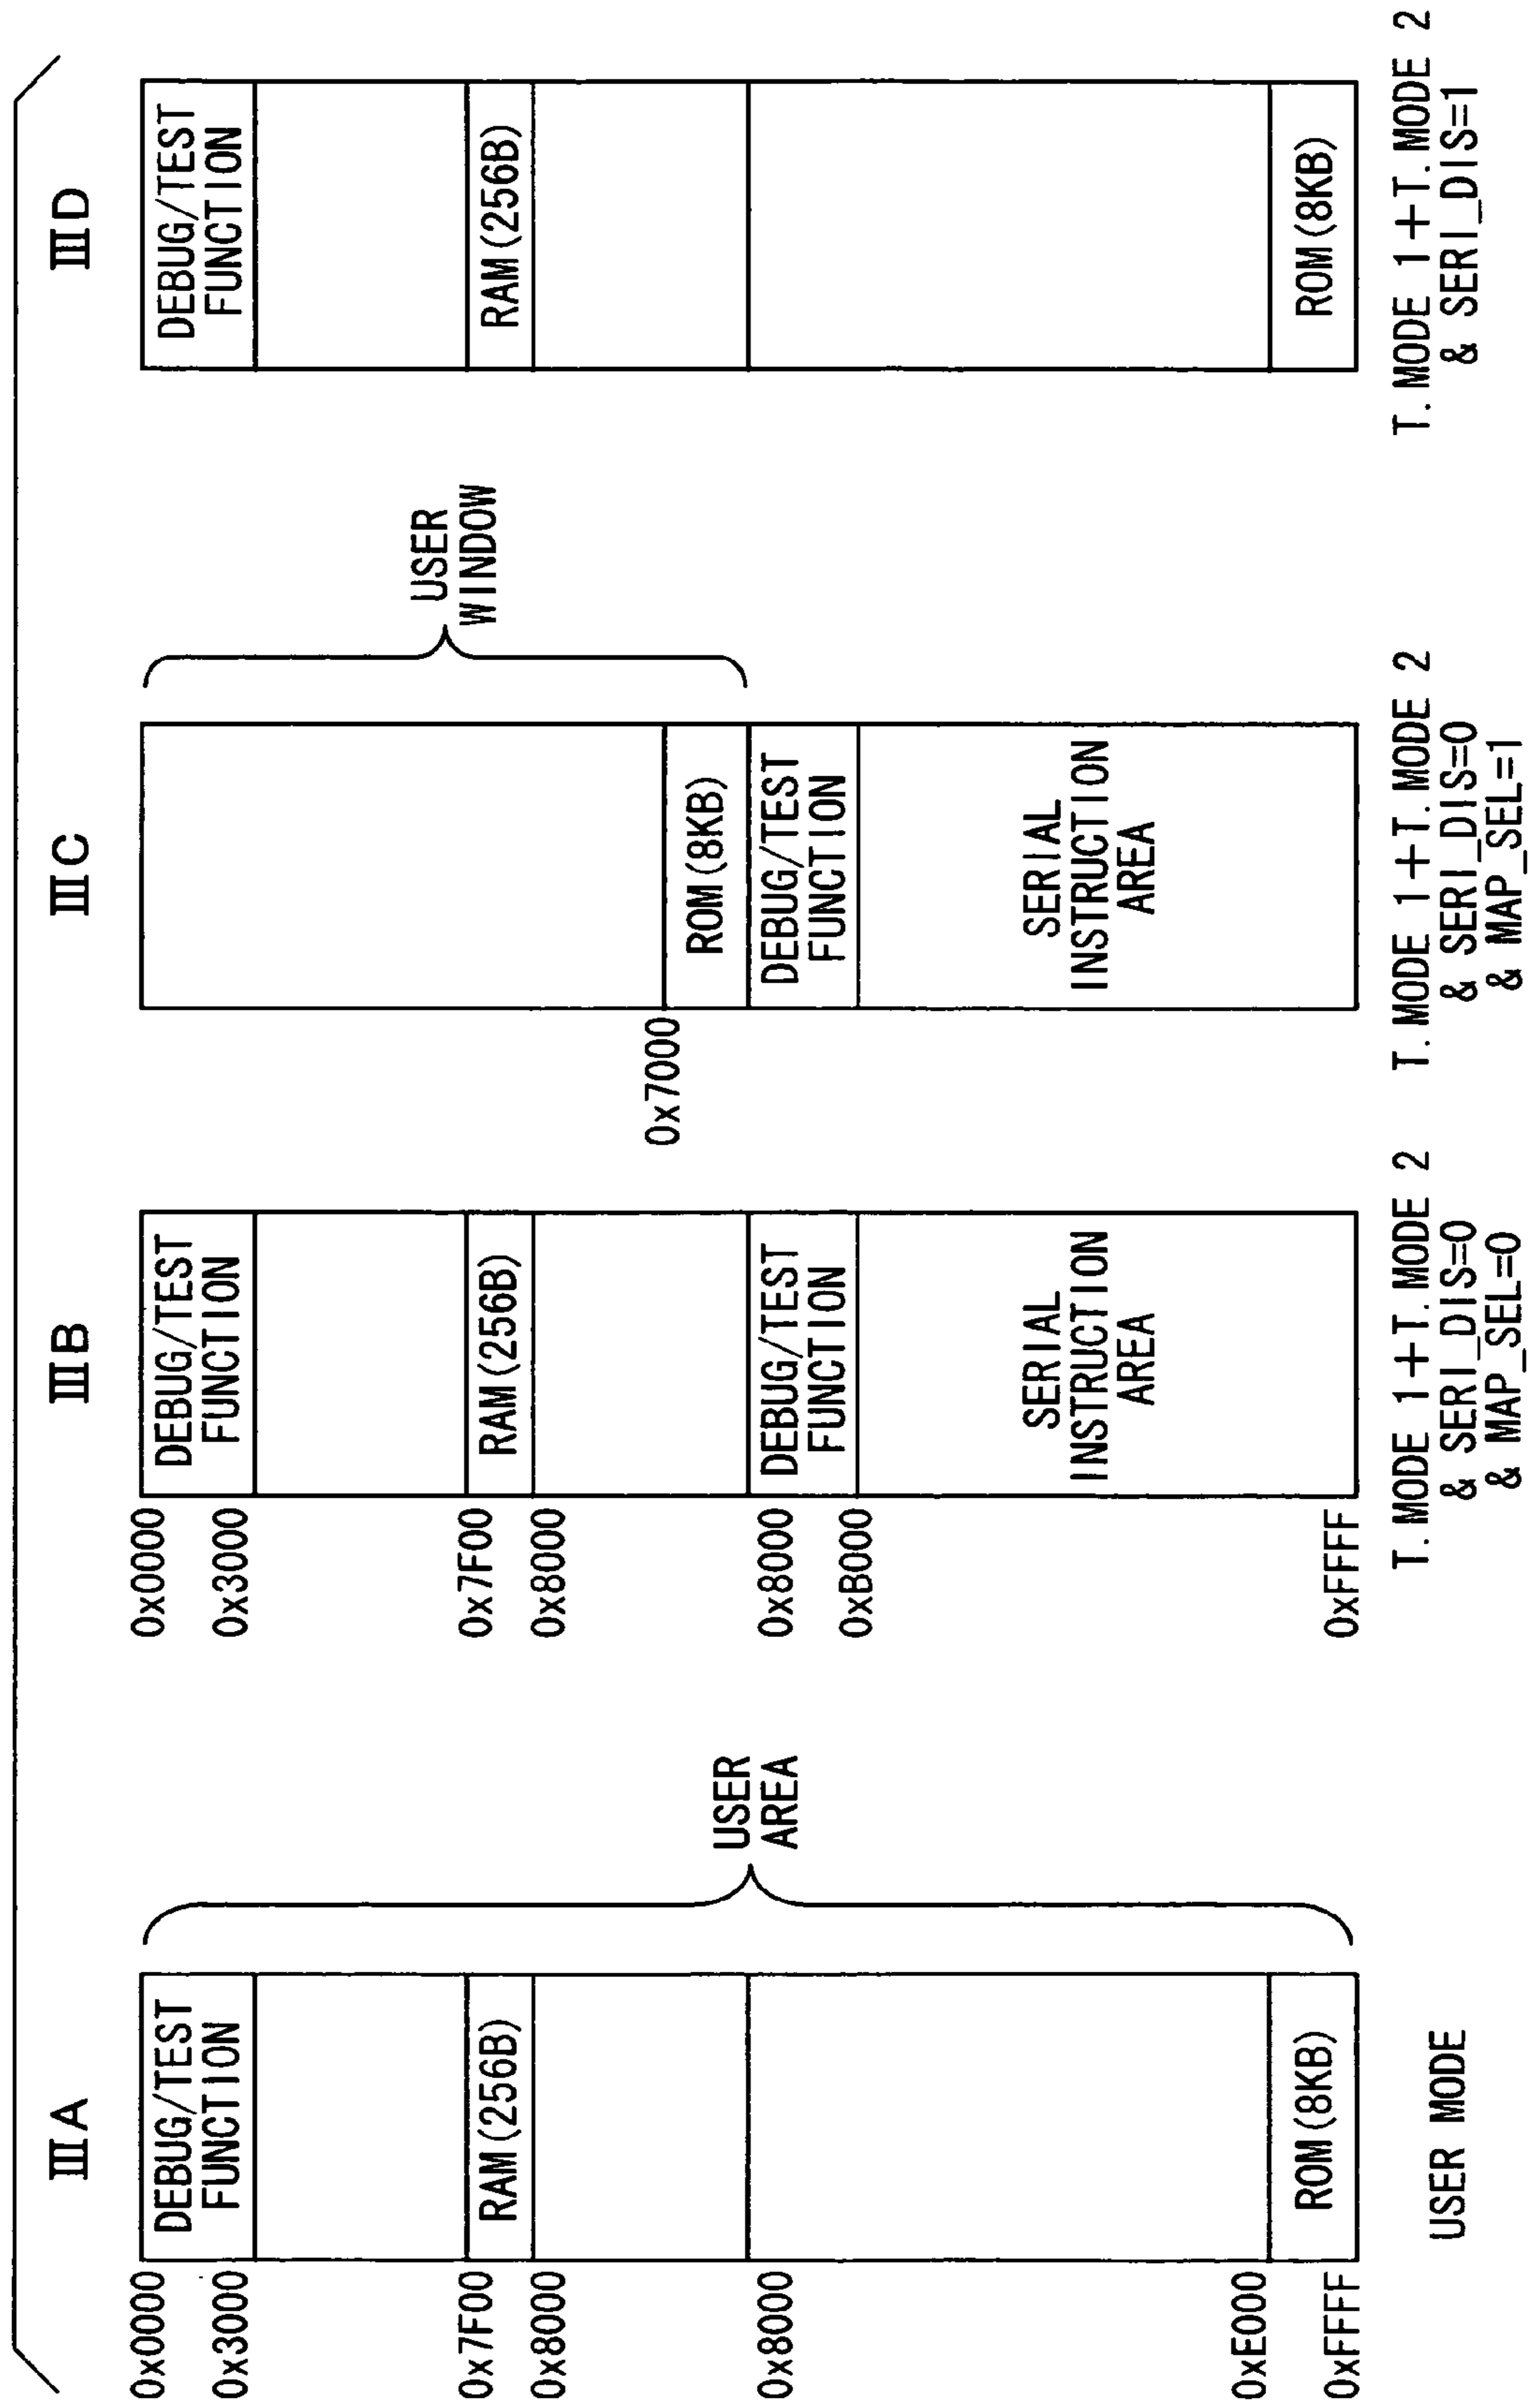 IIIA
0x0000
0x3000
0x7F00
0x8000
0x8000
0xE000
0xFFFF
DEBUG/TEST
FUNCTION
RAM(256B)
ROM(8KB)
USER
AREA
USER MODE
IIIB
0x0000
0x3000
0x7F00
0x8000
0x8000
0xB000
0xFFFF
DEBUG/TEST
FUNCTION
RAM(256B)
DEBUG/TEST
FUNCTION
SERIAL
INSTRUCTION
AREA
T.MODE 1+T.MODE 2
& SERI_DIS=0
& MAP_SEL=0
IIIC
0x7000
ROM(8KB)
DEBUG/TEST
FUNCTION
SERIAL
INSTRUCTION
AREA
USER
WINDOW
T.MODE 1+T.MODE 2
& SERI_DIS=0
& MAP_SEL=1
IIID
DEBUG/TEST
FUNCTION
RAM(256B)
ROM(8KB)
T.MODE 1+T.MODE 2
& SERI_DIS=1